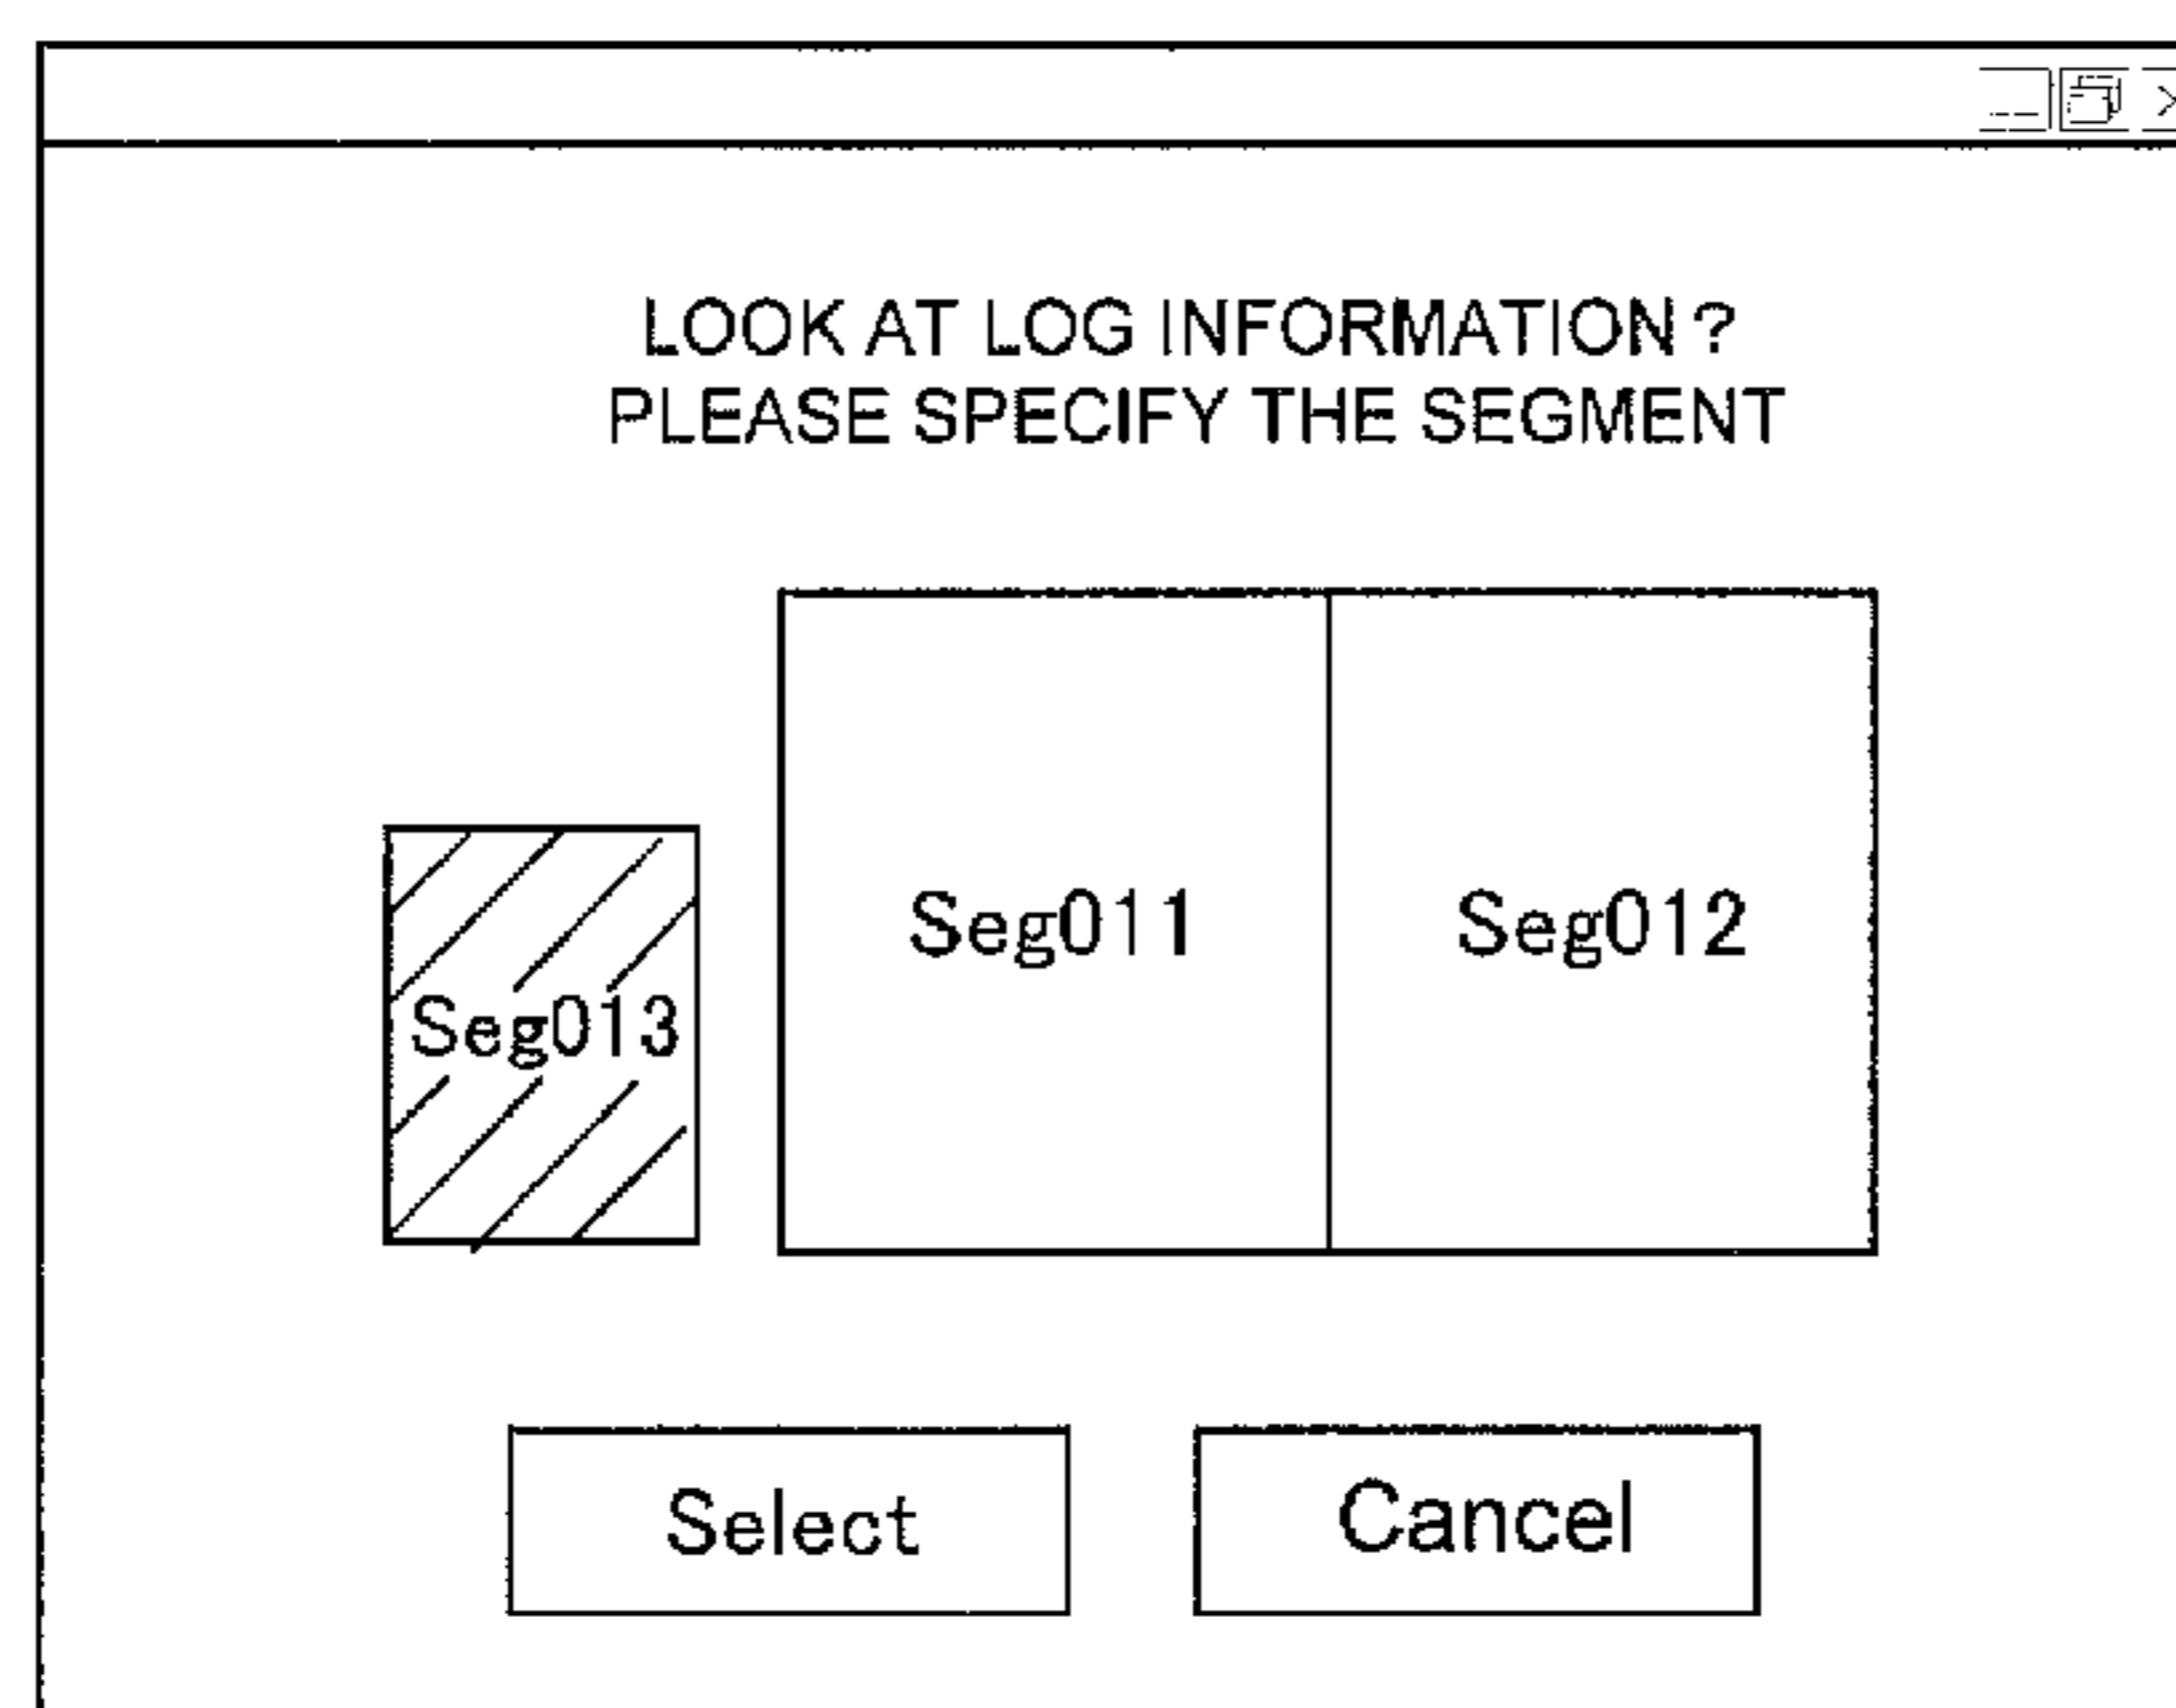 LOOK AT LOG INFORMATION ?
PLEASE SPECIFY THE SEGMENT
Seg011
Seg012
Seg013
Select
Cancel